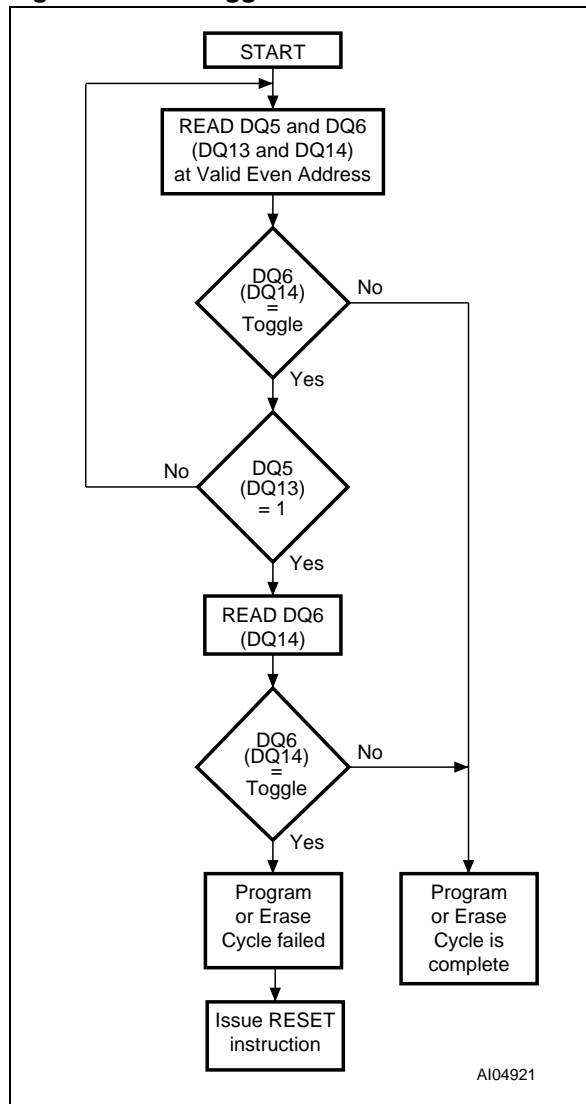 START
READ DQ5 and DQ6
(DQ13 and DQ14)
at Valid Even Address
DQ6
(DQ14)
=
Toggle
No
Yes
No
DQ5
(DQ13)
= 1
Yes
READ DQ6
(DQ14)
DQ6
(DQ14)
=
Toggle
No
Yes
Program
or Erase
Cycle failed
Program
or Erase
Cycle is
complete
Issue RESET
instruction
AI04921